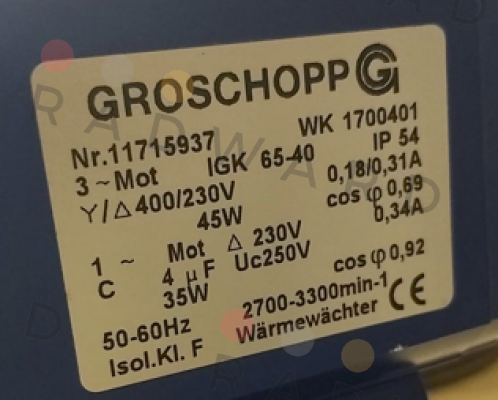 GROSCHOPP G
Nr.11715937 WK 1700401
3 ~ Mot IGK 65-40 IP 54
Y/△ 400/230V 0,18/0,31A
45W cos φ 0,69
1 ~ Mot △ 230V 0,34A
C 4 µF Uc250V
35W cos φ 0,92
50-60Hz 2700-3300min-1
Isol.Kl. F Wärmewächter CE
RADWARD